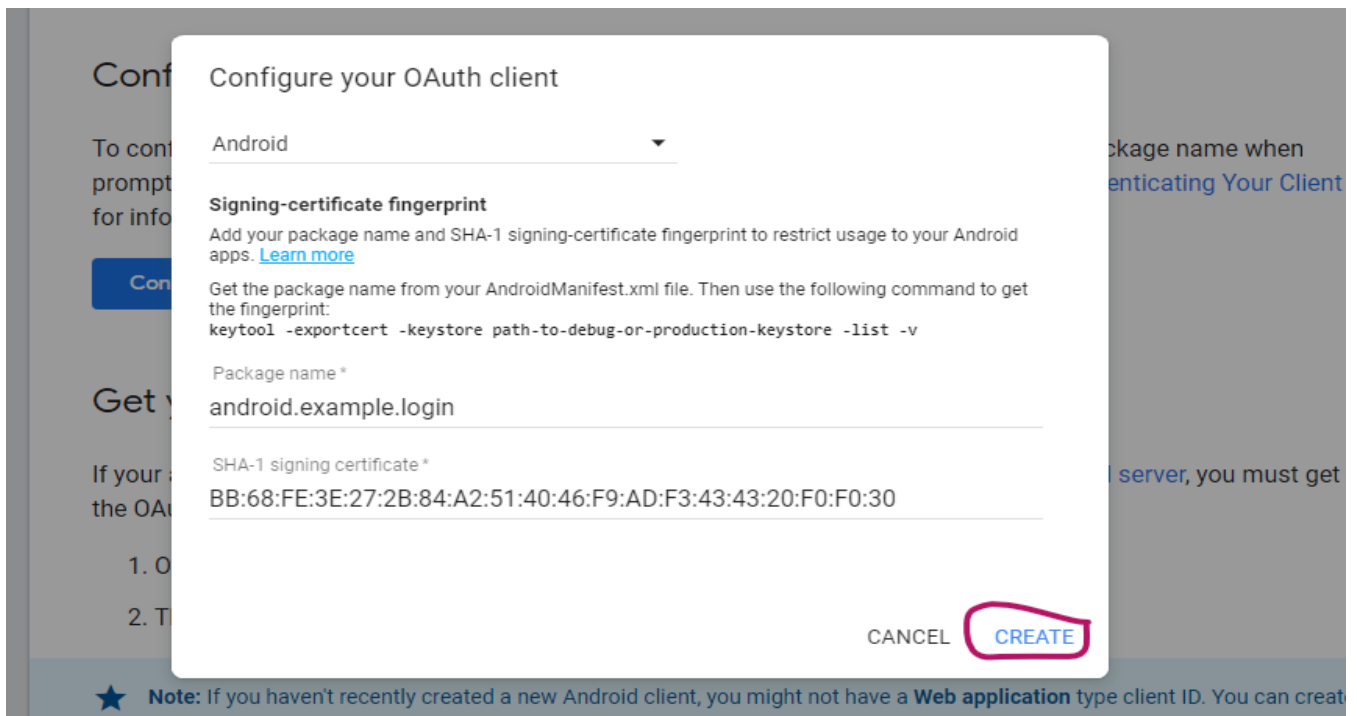 Conf
Configure your OAuth client
To conf
Android
ckage name when
prompt
enticating Your Client
for info
Signing-certificate fingerprint
Add your package name and SHA-1 signing-certificate fingerprint to restrict usage to your Android
apps. Learn more
Con
Get the package name from your AndroidManifest.xml file. Then use the following command to get
the fingerprint:
keytool -exportcert -keystore path-to-debug-or-production-keystore -list -v
Package name *
Get
android.example.login
If your
SHA-1 signing certificate *
server, you must get
the OAu
BB:68:FE:3E:27:2B:84:A2:51:40:46:F9:AD:F3:43:43:20:F0:F0:30
1. O
2. Tl
CANCEL CREATE
Note: If you haven't recently created a new Android client, you might not have a Web application type client ID. You can create